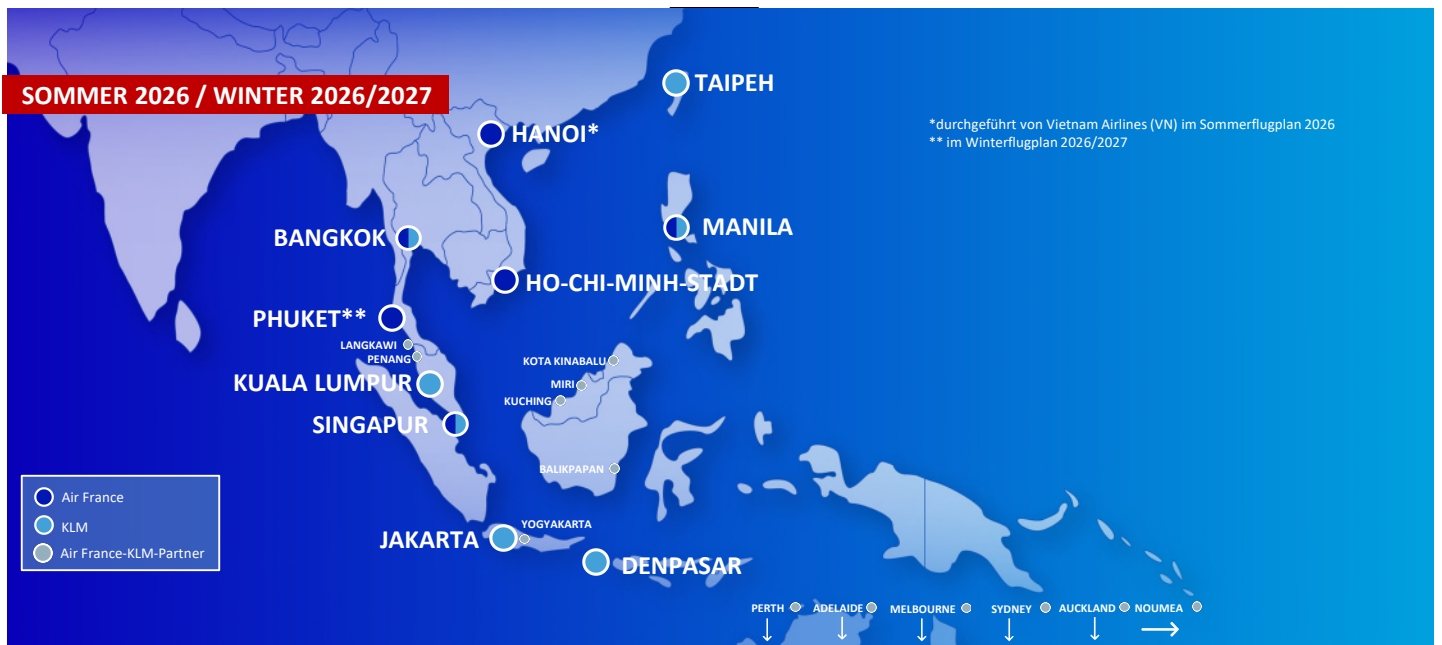 SOMMER 2026 / WINTER 2026/2027
TAIPEH
HANOI*
*durchgeführt von Vietnam Airlines (VN) im Sommerflugplan 2026
** im Winterflugplan 2026/2027
BANGKOK
MANILA
HO-CHI-MINH-STADT
PHUKET**
LANGKAWI
PENANG
KOTA KINABALU
KUALA LUMPUR
MIRI
KUCHING
SINGAPUR
BALIKPAPAN
Air France
KLM
Air France-KLM-Partner
JAKARTA
YOGYAKARTA
DENPASAR
PERTH ADELAIDE MELBOURNE SYDNEY AUCKLAND NOUMEA